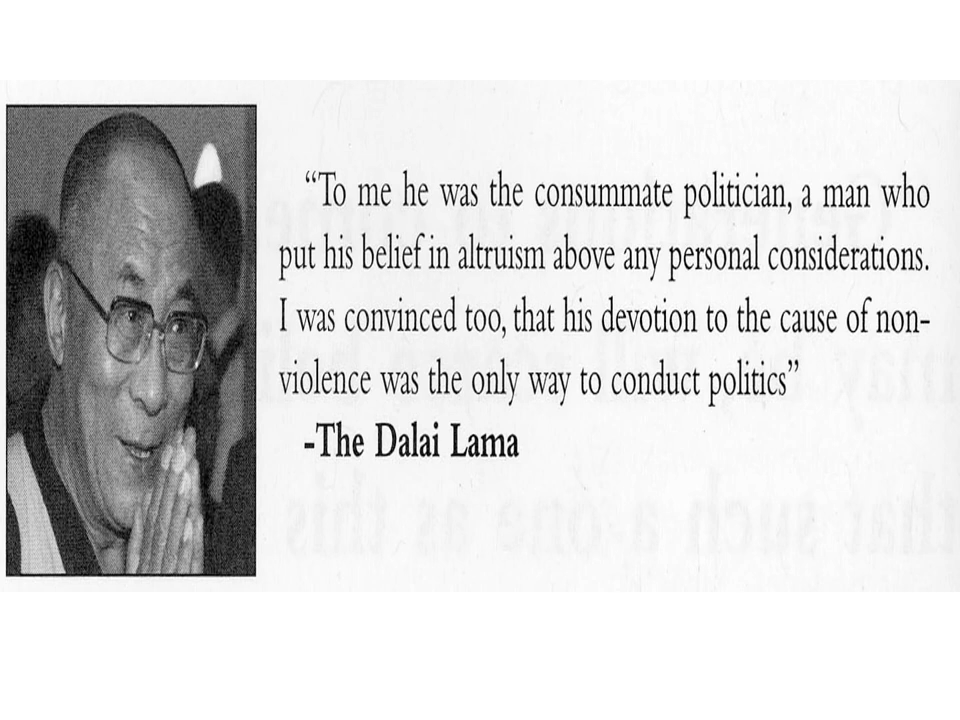 “To me he was the consummate politician, a man who
put his belief in altruism above any personal considerations.
I was convinced too, that his devotion to the cause of non-
violence was the only way to conduct politics”
-The Dalai Lama